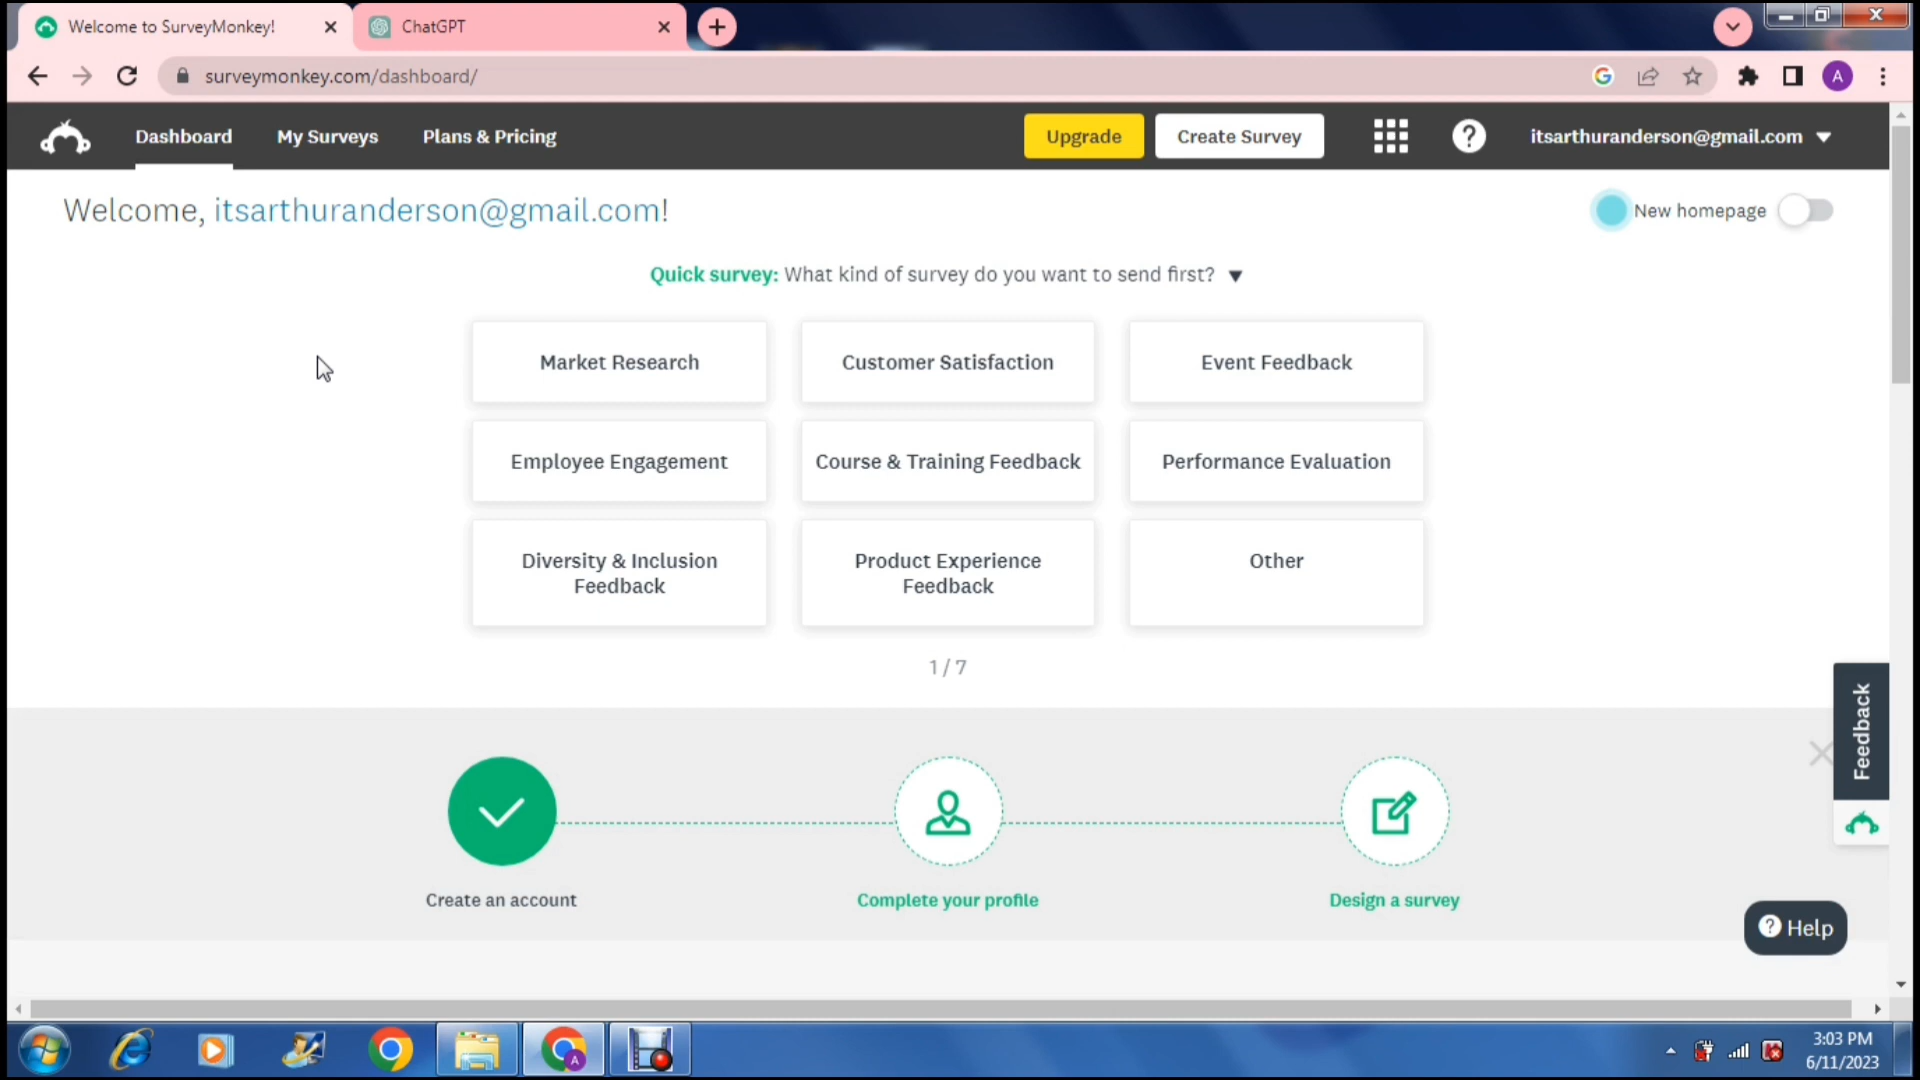 Welcome to SurveyMonkey!
ChatGPT
surveymonkey.com/dashboard/
A
Dashboard
My Surveys
Plans & Pricing
Upgrade
Create Survey
?
itsarthuranderson@gmail.com
Welcome, itsarthuranderson@gmail.com!
New homepage
Quick survey: What kind of survey do you want to send first?
Market Research
Customer Satisfaction
Event Feedback
Employee Engagement
Course & Training Feedback
Performance Evaluation
Diversity & Inclusion
Feedback
Product Experience
Feedback
Other
1 / 7
Feedback
Create an account
Complete your profile
Design a survey
? Help
A
3:03 PM
6/11/2023